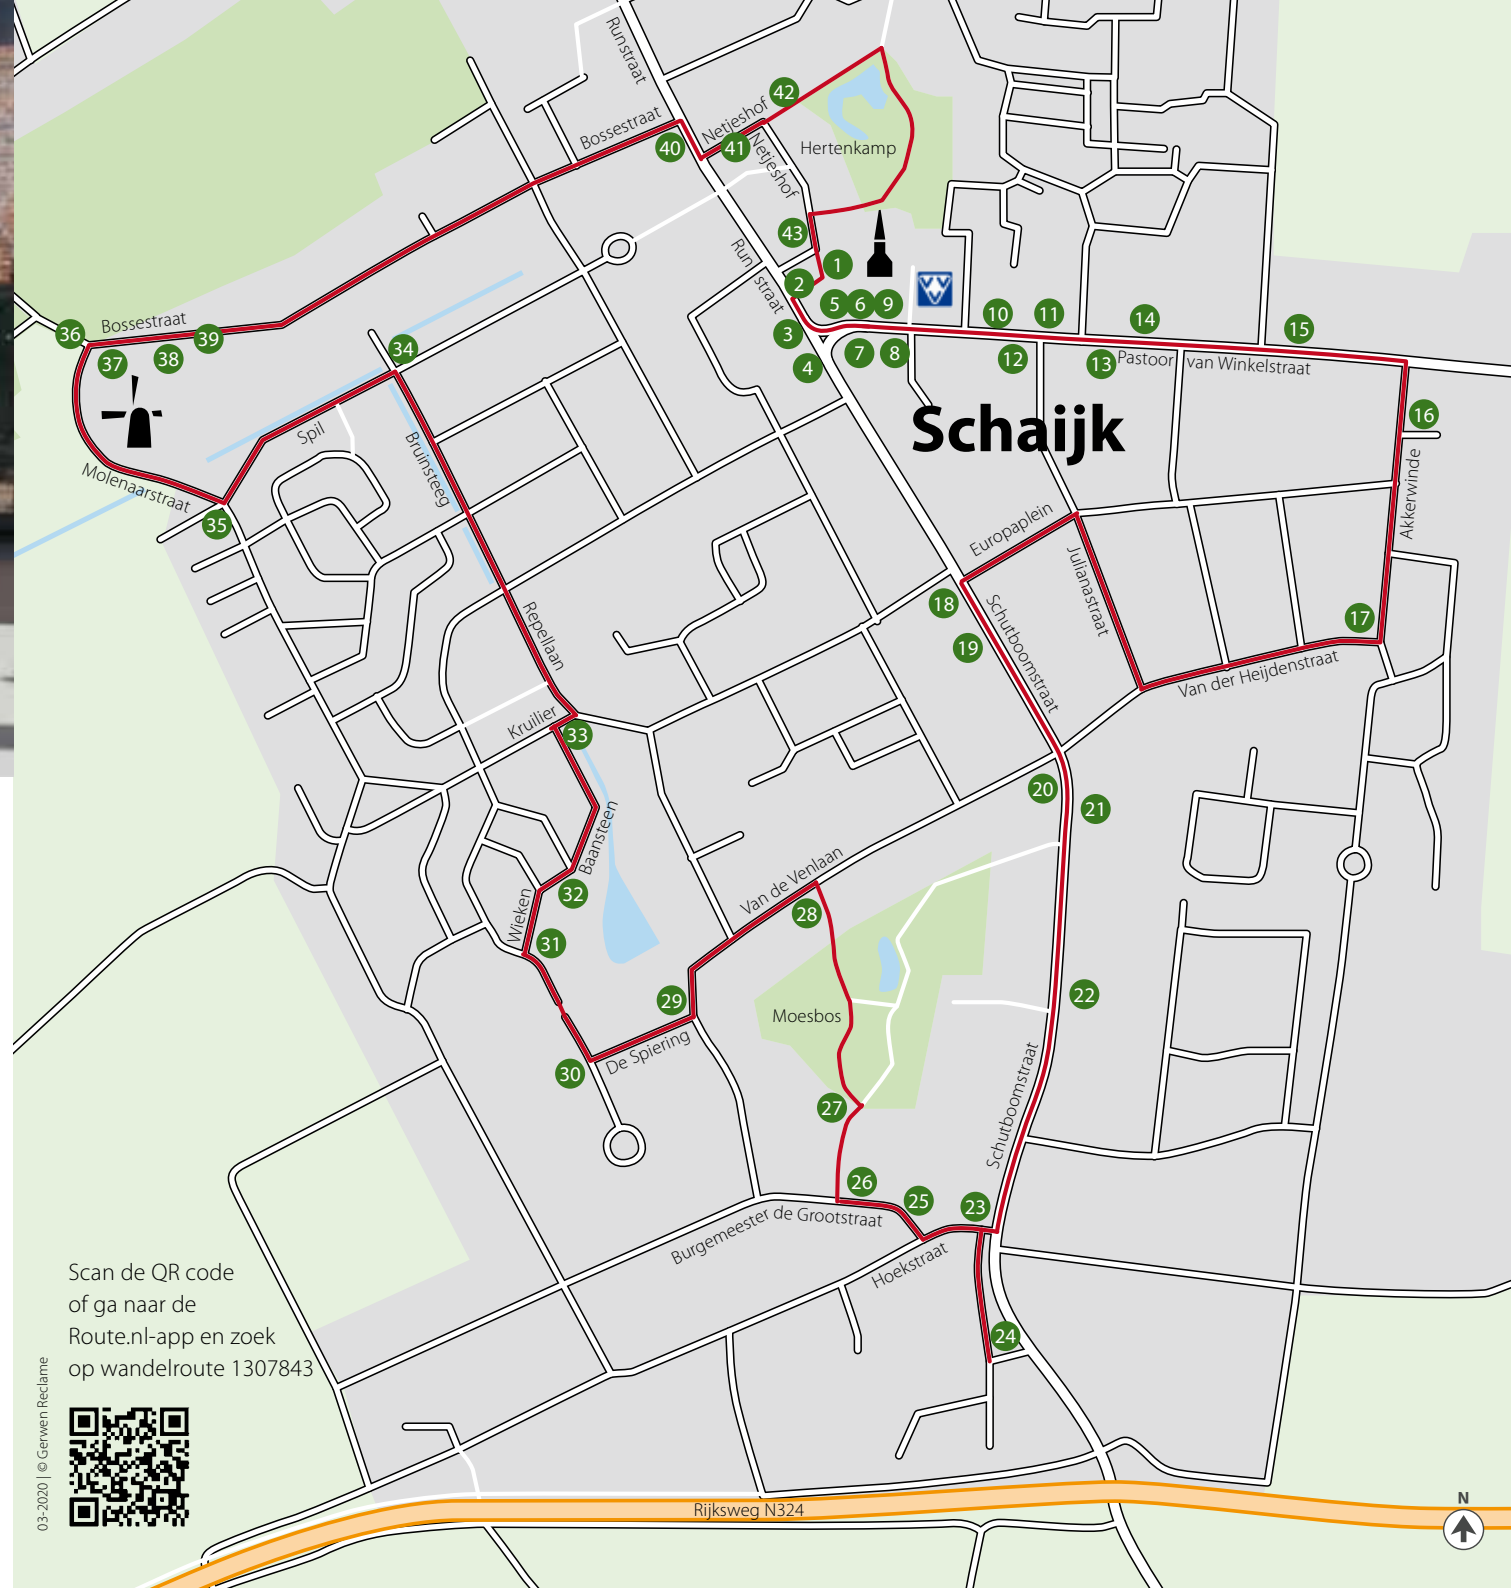 Runstraat
42
Netjeshof
Bossestraat
40
41
Netjeshof
Hertenkamp
43
1
Runstraat
2
5
6
9
10
11
14
15
3
7
8
12
13
Pastoor van Winkelstraat
4
36
Bossestraat
39
38
37
34
Schaijk
16
Spil
Bruinsteeg
Akkerwinde
Molenaarstraat
35
Europaplein
Julianastraat
18
Schutboomstraat
17
19
Repellaan
Van der Heijdenstraat
Kruilier
33
20
21
Baansteen
Van de Venlaan
32
Wieken
28
31
29
22
Moesbos
De Spiering
30
27
Schutboomstraat
26
25
23
Burgemeester de Grootstraat
Hoekstraat
24
Scan de QR code
of ga naar de
Route.nl-app en zoek
op wandelroute 1307843
03-2020 | © Gerwen Reclame
Rijksweg N324
N